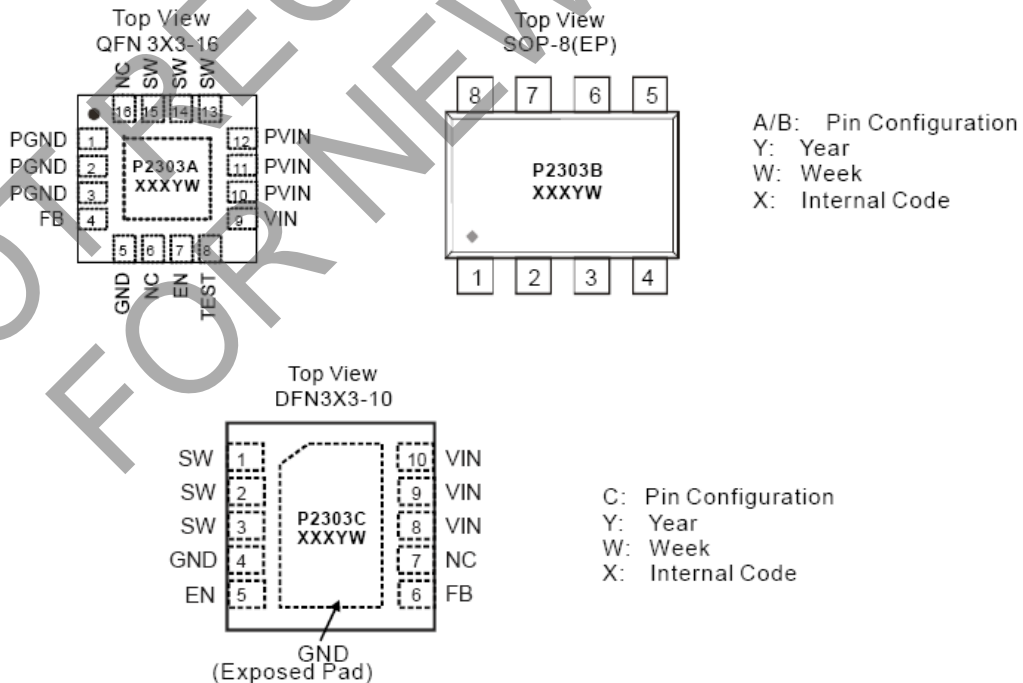 Top View
QFN 3X3-16
NC SW SW SW
16 15 14 13
PGND 1
PGND 2
PGND 3
FB 4
P2303A
XXXYW
12 PVIN
11 PVIN
10 PVIN
9 VIN
5 6 7 8
GND NC EN TEST
Top View
SOP-8(EP)
8 7 6 5
P2303B
XXXYW
1 2 3 4
A/B: Pin Configuration
Y: Year
W: Week
X: Internal Code
Top View
DFN3X3-10
SW 1
SW 2
SW 3
GND 4
EN 5
P2303C
XXXYW
10 VIN
9 VIN
8 VIN
7 NC
6 FB
GND
(Exposed Pad)
C: Pin Configuration
Y: Year
W: Week
X: Internal Code
FOR NEW